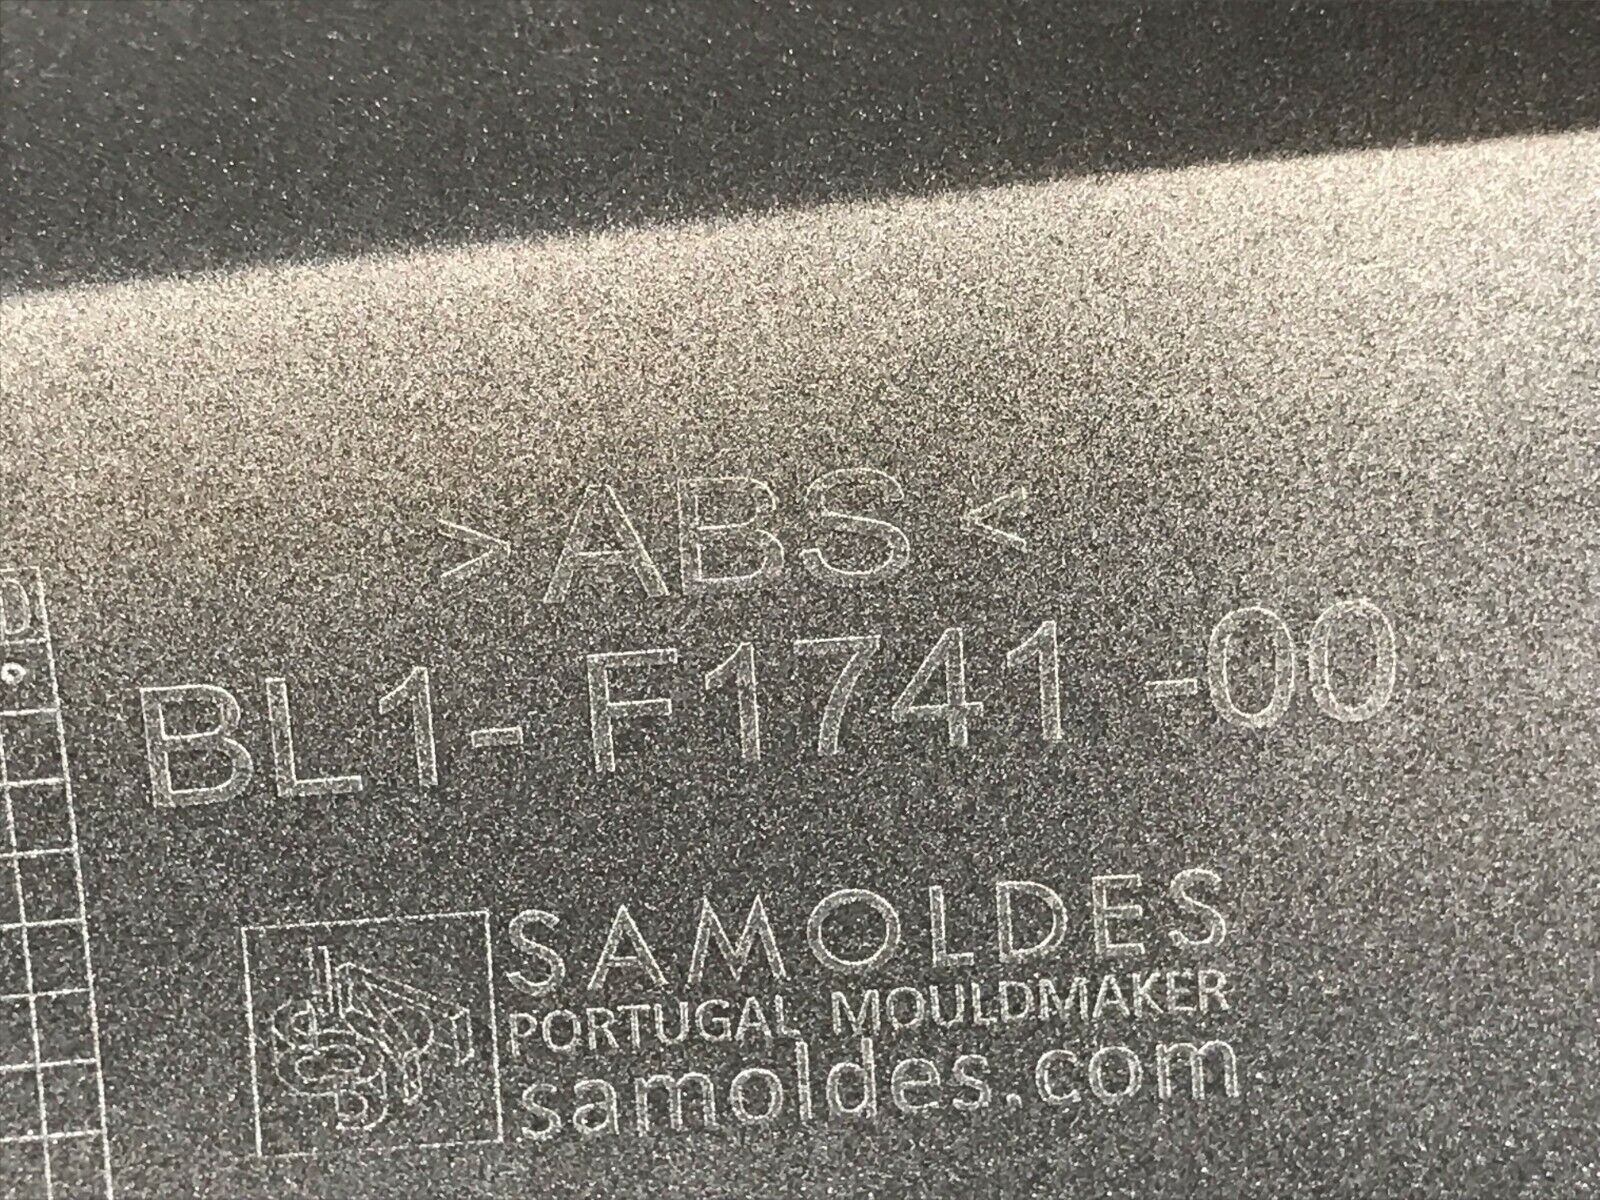 >ABS<
D
BL1-F1741-00
SAMOLDES
PORTUGAL MOULDMAKER
samoldes.com